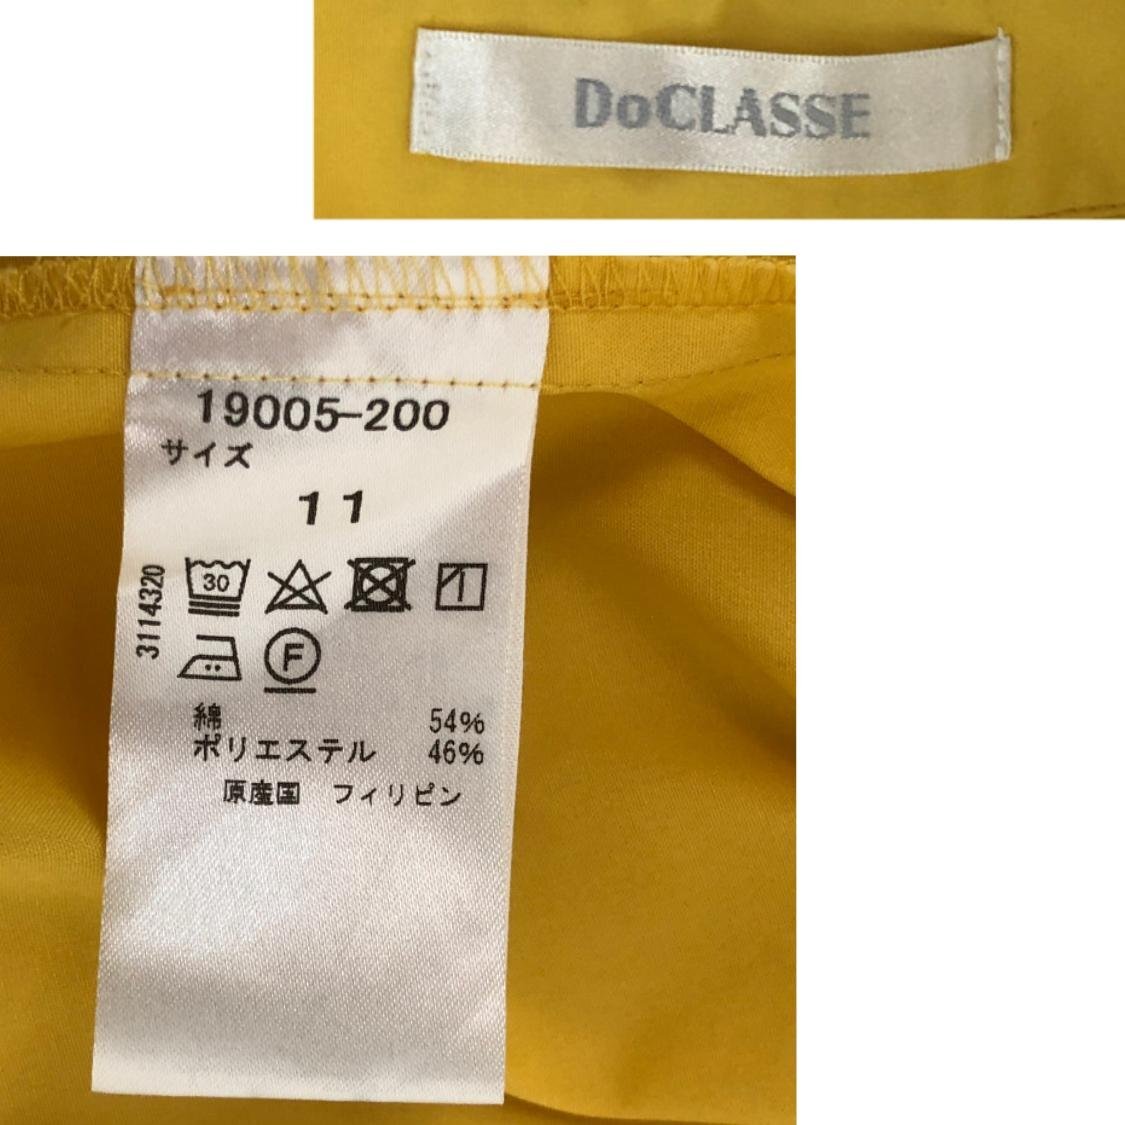 DoCLASSE
19005-200
サイズ
11
3114320
30
F
綿 54%
ポリエステル 46%
原産国 フィリピン